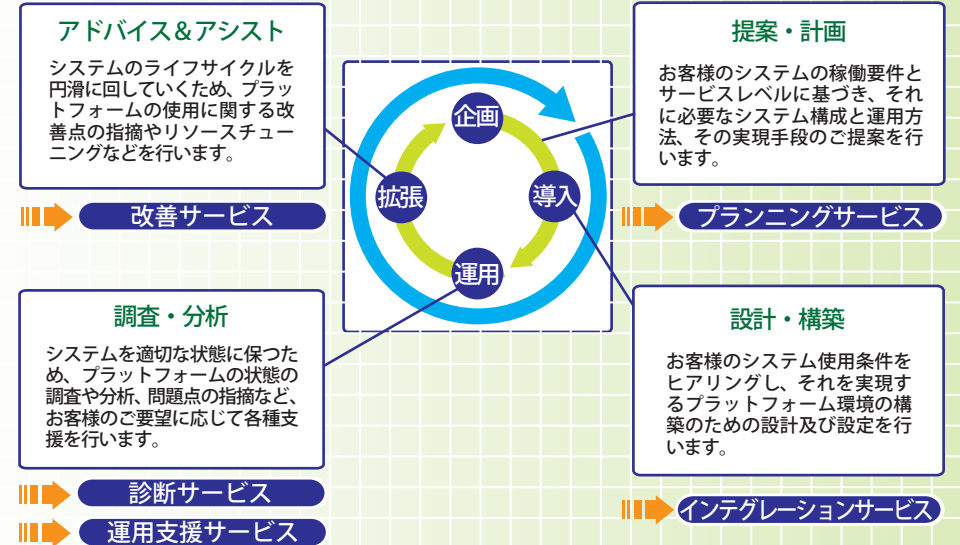 アドバイス＆アシスト
システムのライフサイクルを
円滑に回していくため、プラッ
トフォームの使用に関する改
善点の指摘やリソースチュー
ニングなどを行います。
改善サービス
提案・計画
お客様のシステムの稼働要件と
サービスレベルに基づき、それ
に必要なシステム構成と運用方
法、その実現手段のご提案を行
います。
プランニングサービス
企画
拡張
導入
運用
調査・分析
システムを適切な状態に保つた
め、プラットフォームの状態の
調査や分析、問題点の指摘など、
お客様のご要望に応じて各種支
援を行います。
診断サービス
運用支援サービス
設計・構築
お客様のシステム使用条件を
ヒアリングし、それを実現す
るプラットフォーム環境の構
築のための設計及び設定を行
います。
インテグレーションサービス